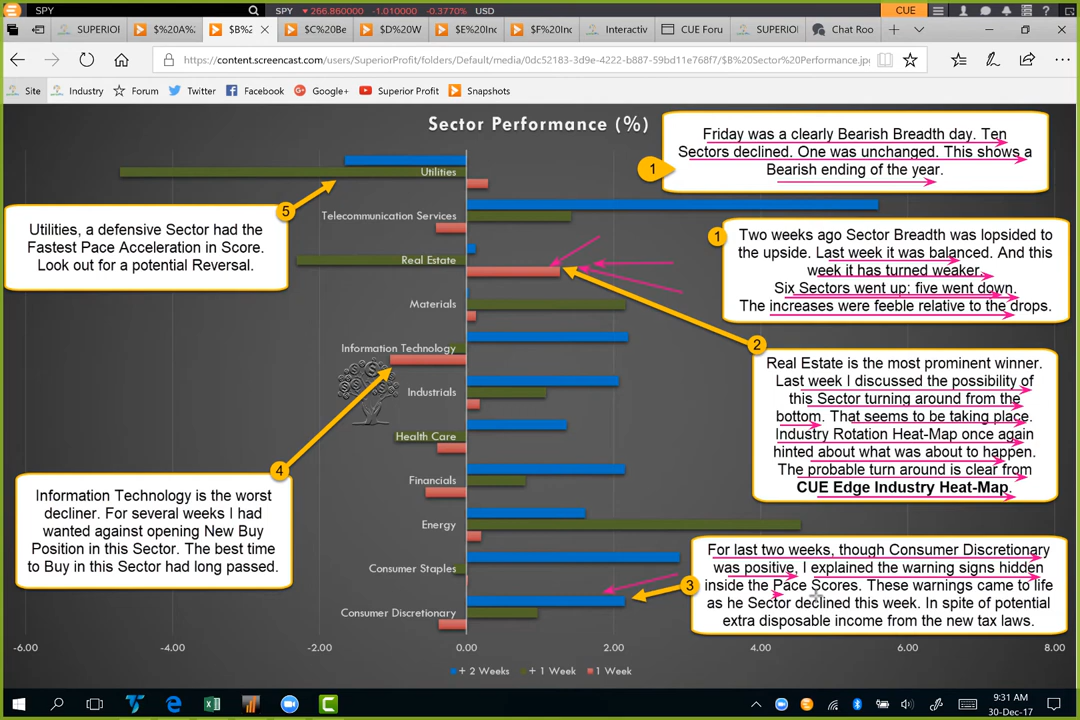 SPY
SPY 266.860000 -1.010000 -0.3770% USD
CUE
SUPERIOI
$%20A%
$B%2
$C%20Be
$D%20W
$E%20Inc
$F%20Inc
Interactiv
CUE Foru
SUPERIO
Chat Roo
https://content.screencast.com/users/SuperiorProfit/folders/Default/media/0dc52183-3d9e-4222-b887-59bd11e768f7/$B%20Sector%20Performance.jp
Site
Industry
Forum
Twitter
Facebook
Google+
Superior Profit
Snapshots
Sector Performance (%)
1
Friday was a clearly Bearish Breadth day. Ten
Sectors declined. One was unchanged. This shows a
Bearish ending of the year.
Utilities
Telecommunication Services
Real Estate
Materials
Information Technology
Industrials
Health Care
Financials
Energy
Consumer Staples
Consumer Discretionary
5
Utilities, a defensive Sector had the
Fastest Pace Acceleration in Score.
Look out for a potential Reversal.
1
Two weeks ago Sector Breadth was lopsided to
the upside. Last week it was balanced. And this
week it has turned weaker.
Six Sectors went up: five went down.
The increases were feeble relative to the drops.
2
Real Estate is the most prominent winner.
Last week I discussed the possibility of
this Sector turning around from the
bottom. That seems to be taking place.
Industry Rotation Heat-Map once again
hinted about what was about to happen.
The probable turn around is clear from
CUE Edge Industry Heat-Map.
4
Information Technology is the worst
decliner. For several weeks I had
wanted against opening New Buy
Position in this Sector. The best time
to Buy in this Sector had long passed.
3
For last two weeks, though Consumer Discretionary
was positive, I explained the warning signs hidden
inside the Pace Scores. These warnings came to life
as he Sector declined this week. In spite of potential
extra disposable income from the new tax laws.
-6.00 -4.00 -2.00 0.00 2.00 4.00 6.00 8.00
+ 2 Weeks + 1 Week 1 Week
9:31 AM
30-Dec-17